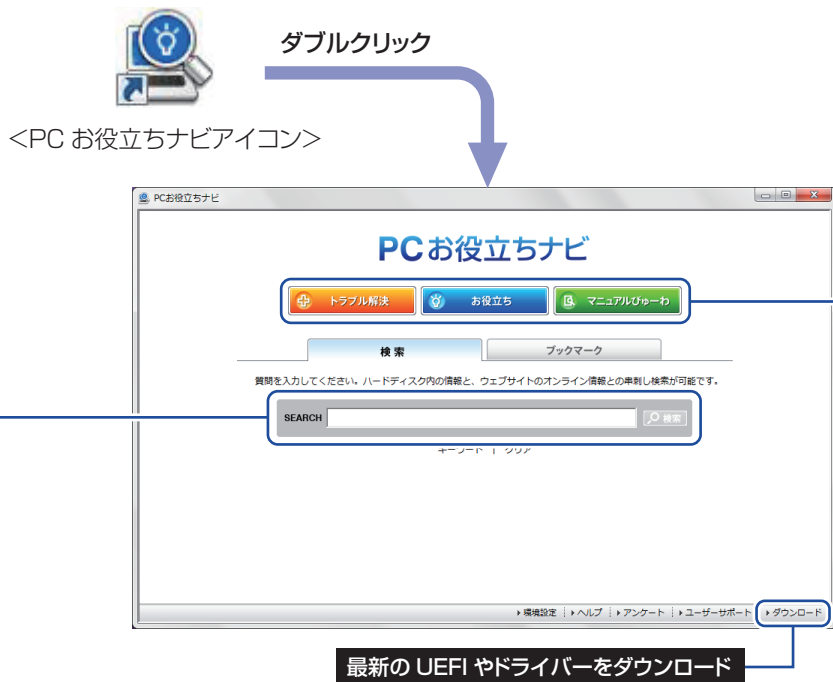 ダブルクリック
＜PC お役立ちナビアイコン＞
PCお役立ちナビ
PCお役立ちナビ
トラブル解決 お役立ち マニュアルびゅーわ
検索 ブックマーク
質問を入力してください。ハードディスク内の情報と、ウェブサイトのオンライン情報との串刺し検索が可能です。
SEARCH 検索
キーワード | クリア
環境設定 ヘルプ アンケート ユーザーサポート ダウンロード
最新の UEFI やドライバーをダウンロード